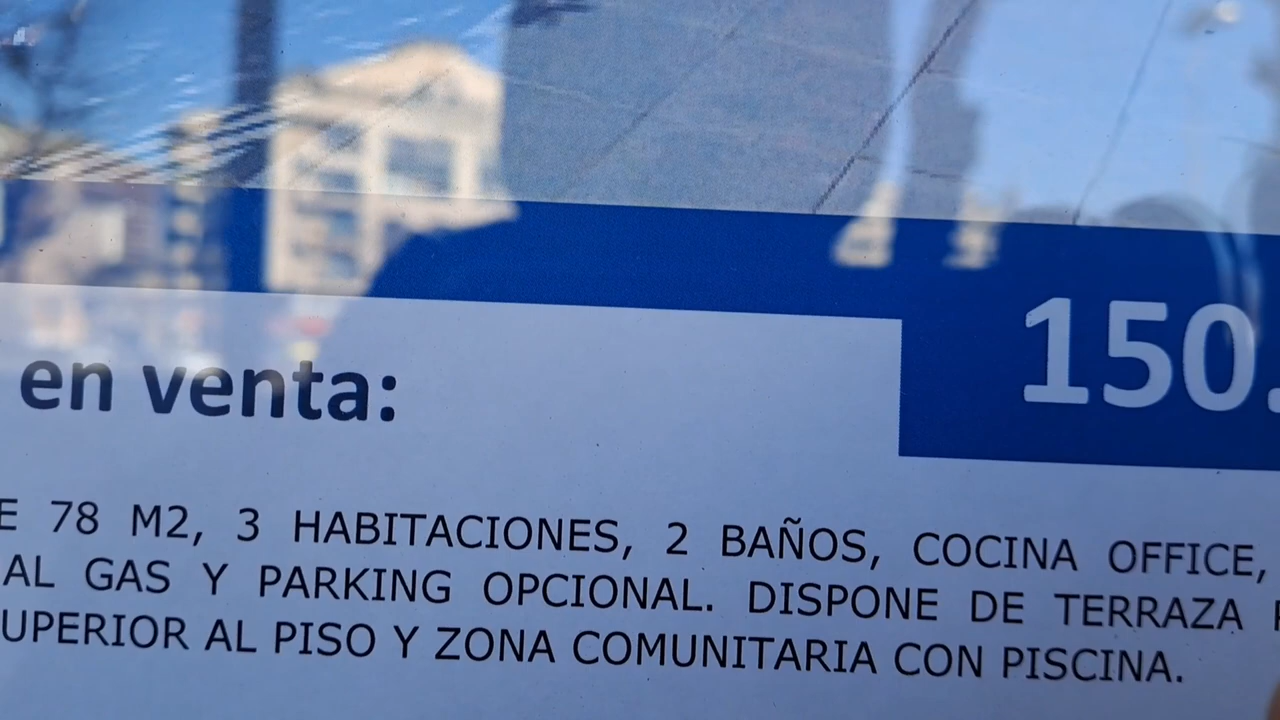 en venta:
150.
78 M2, 3 HABITACIONES, 2 BAÑOS, COCINA OFFICE,
AL GAS Y PARKING OPCIONAL. DISPONE DE TERRAZA
UPERIOR AL PISO Y ZONA COMUNITARIA CON PISCINA.